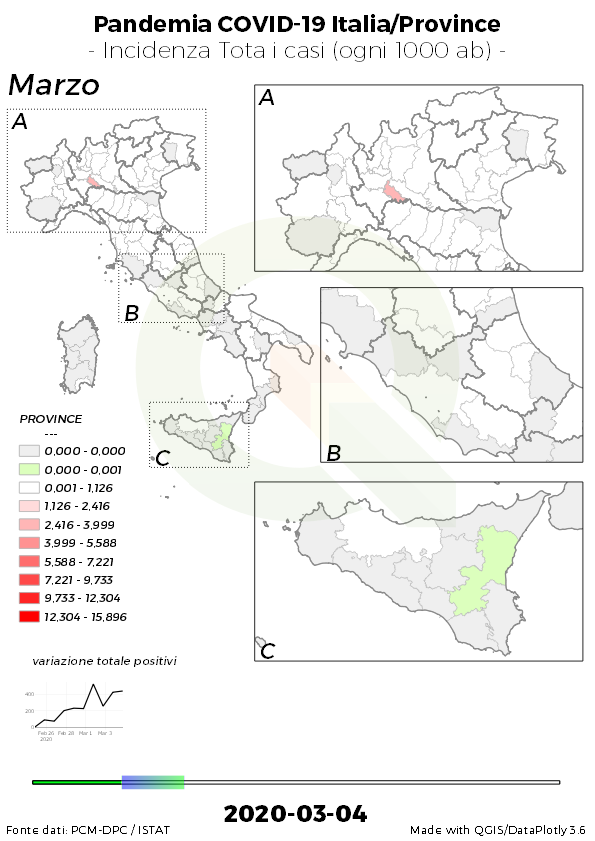 Pandemia COVID-19 Italia/Province
- Incidenza Tota i casi (ogni 1000 ab) -
Marzo
A
A
B
B
C
C
PROVINCE
---
0,000 - 0,000
0,000 - 0,001
0,001 - 1,126
1,126 - 2,416
2,416 - 3,999
3,999 - 5,588
5,588 - 7,221
7,221 - 9,733
9,733 - 12,304
12,304 - 15,896
variazione totale positivi
400
200
0
Feb 26 Feb 28 Mar 1 Mar 3
2020
2020-03-04
Fonte dati: PCM-DPC / ISTAT
Made with QGIS/DataPlotly 3.6